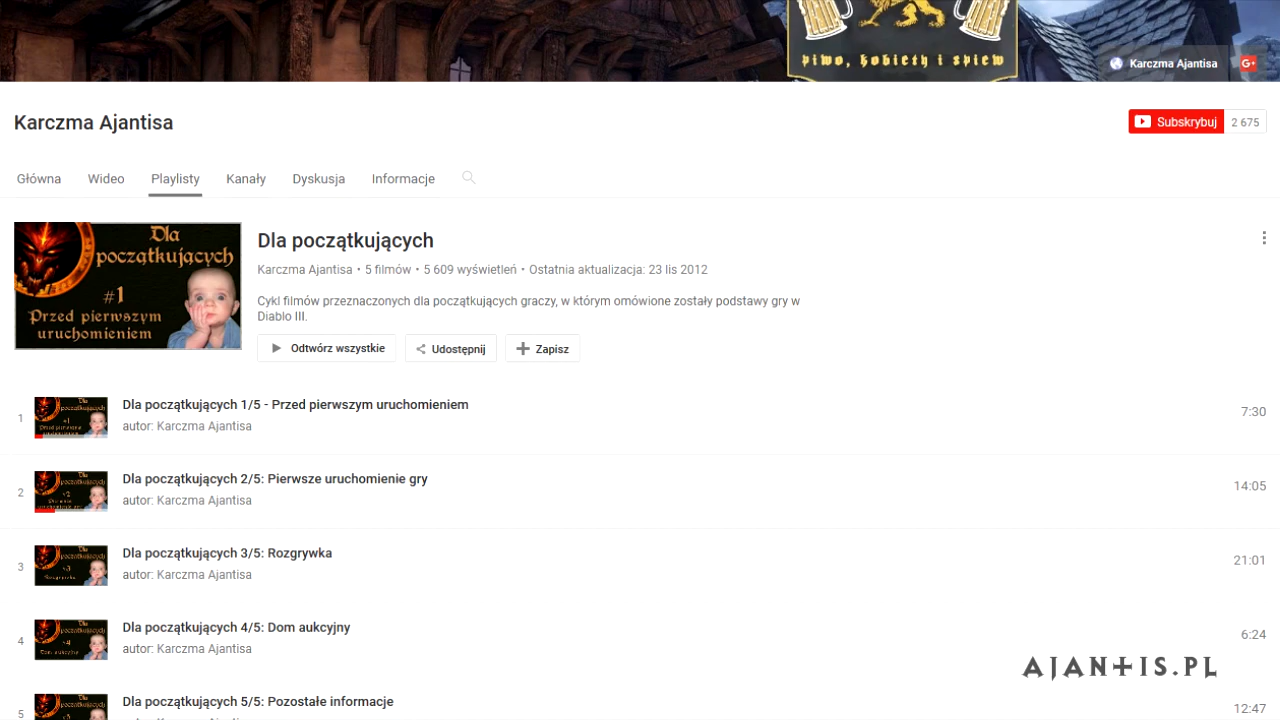 piwo, kobiety i spiew
Karczma Ajantisa
G+
Karczma Ajantisa
Subskrybuj 2 675
Główna Wideo Playlisty Kanały Dyskusja Informacje
Dla
początkujących
#1
Przed pierwszym
uruchomieniem
Dla początkujących
Karczma Ajantisa • 5 filmów • 5 609 wyświetleń • Ostatnia aktualizacja: 23 lis 2012
Cykl filmów przeznaczonych dla początkujących graczy, w którym omówione zostały podstawy gry w
Diablo III.
Odtwórz wszystkie Udostępnij Zapisz
1 Dla początkujących 1/5 - Przed pierwszym uruchomieniem 7:30
autor: Karczma Ajantisa
2 Dla początkujących 2/5: Pierwsze uruchomienie gry 14:05
autor: Karczma Ajantisa
3 Dla początkujących 3/5: Rozgrywka 21:01
autor: Karczma Ajantisa
4 Dla początkujących 4/5: Dom aukcyjny 6:24
autor: Karczma Ajantisa
AJANTIS.PL
5 Dla początkujących 5/5: Pozostałe informacje 12:47